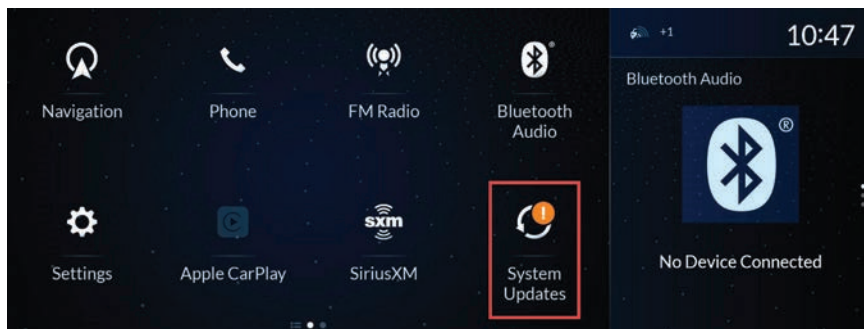 +1
10:47
Navigation
Phone
FM Radio
Bluetooth
Audio
®
Bluetooth Audio
®
Settings
Apple CarPlay
sxm
SiriusXM
!
System
Updates
No Device Connected